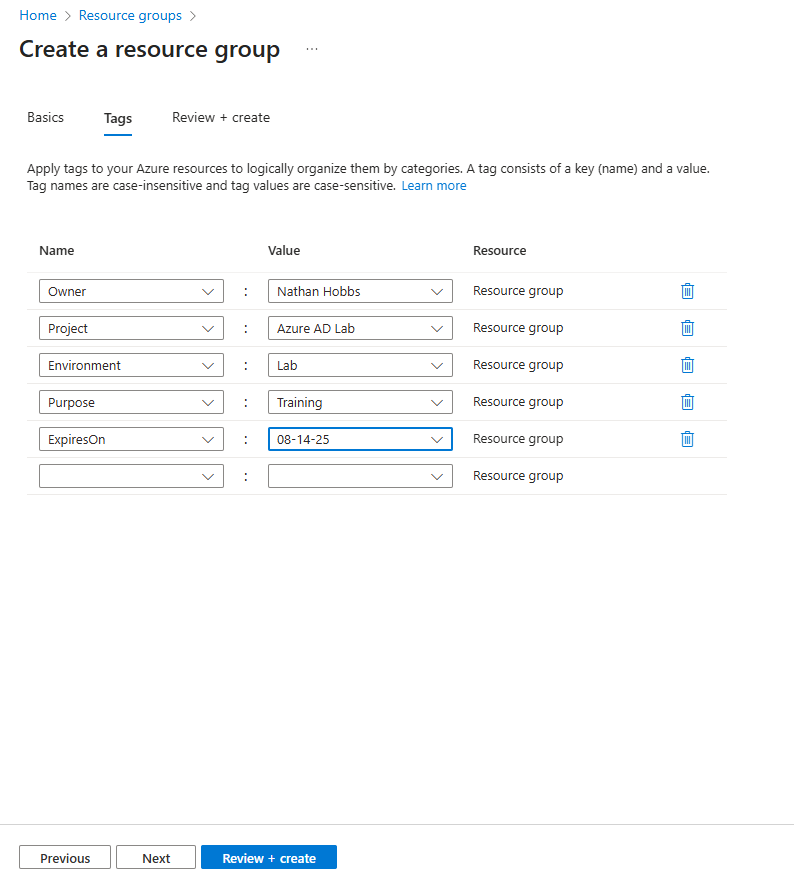 Home > Resource groups >
Create a resource group ...
Basics Tags Review + create
Apply tags to your Azure resources to logically organize them by categories. A tag consists of a key (name) and a value.
Tag names are case-insensitive and tag values are case-sensitive. Learn more
Name Value Resource
Owner : Nathan Hobbs Resource group
Project : Azure AD Lab Resource group
Environment : Lab Resource group
Purpose : Training Resource group
ExpiresOn : 08-14-25 Resource group
: Resource group
Previous Next Review + create